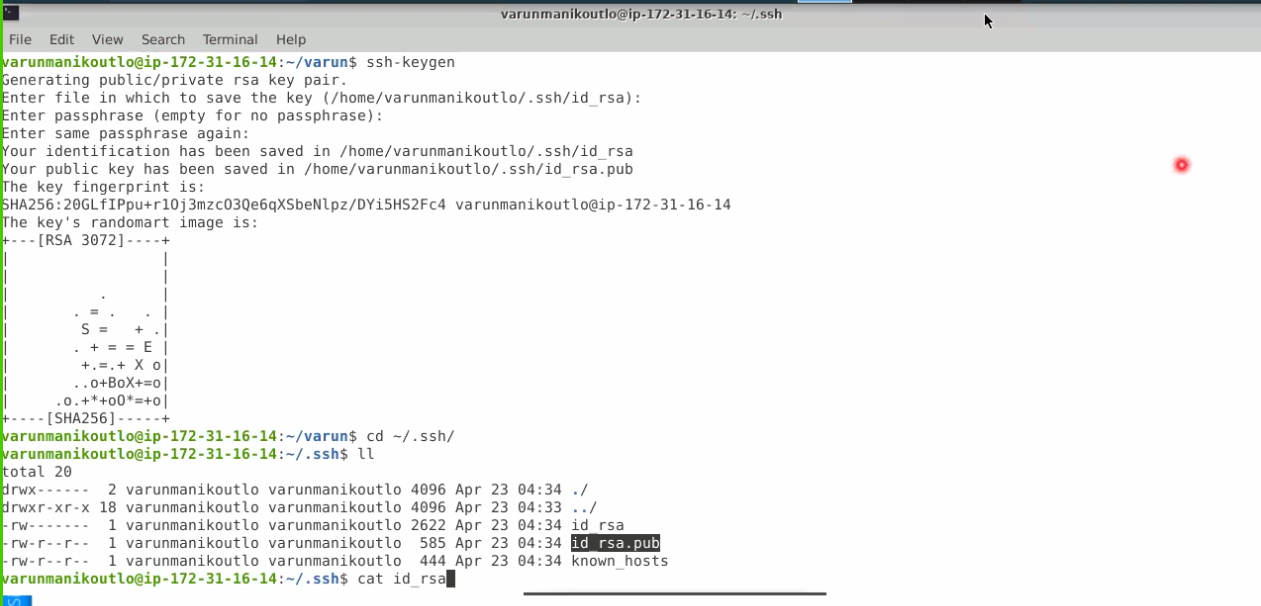 varunmanikoutlo@ip-172-31-16-14: ~/.ssh
File Edit View Search Terminal Help
varunmanikoutlo@ip-172-31-16-14:~/varun$ ssh-keygen
Generating public/private rsa key pair.
Enter file in which to save the key (/home/varunmanikoutlo/.ssh/id_rsa):
Enter passphrase (empty for no passphrase):
Enter same passphrase again:
Your identification has been saved in /home/varunmanikoutlo/.ssh/id_rsa
Your public key has been saved in /home/varunmanikoutlo/.ssh/id_rsa.pub
The key fingerprint is:
SHA256:20GLfIPpu+r1Oj3mzcO3Qe6qXSbeNlpz/DYi5HS2Fc4 varunmanikoutlo@ip-172-31-16-14
The key's randomart image is:
+---[RSA 3072]----+
|                 |
|                 |
|          .      |
|       . = .   . |
|        S =   + .|
|       . + = = E |
|        +.=.+ X o|
|       ..o+BoX+=o|
|     .o.+*+oO*=+o|
+----[SHA256]-----+
varunmanikoutlo@ip-172-31-16-14:~/varun$ cd ~/.ssh/
varunmanikoutlo@ip-172-31-16-14:~/.ssh$ ll
total 20
drwx------  2 varunmanikoutlo varunmanikoutlo 4096 Apr 23 04:34 ./
drwxr-xr-x 18 varunmanikoutlo varunmanikoutlo 4096 Apr 23 04:33 ../
-rw-------  1 varunmanikoutlo varunmanikoutlo 2622 Apr 23 04:34 id_rsa
-rw-r--r--  1 varunmanikoutlo varunmanikoutlo  585 Apr 23 04:34 id_rsa.pub
-rw-r--r--  1 varunmanikoutlo varunmanikoutlo  444 Apr 23 04:34 known_hosts
varunmanikoutlo@ip-172-31-16-14:~/.ssh$ cat id_rsa